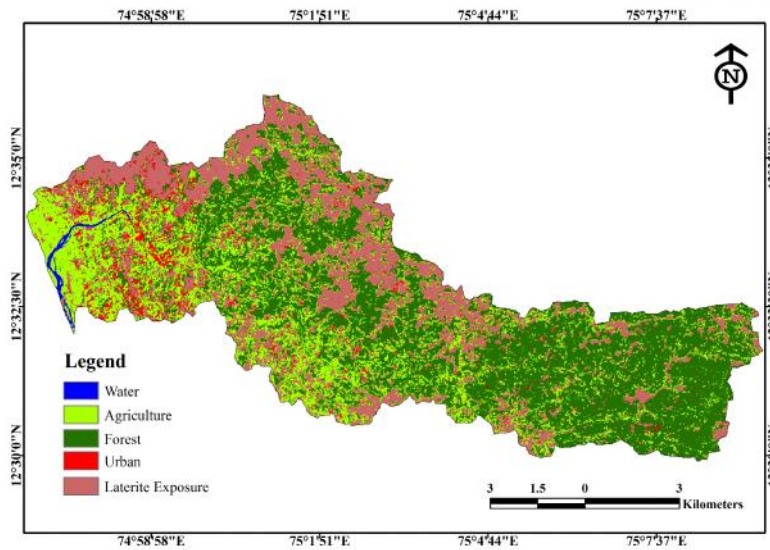 74°58'58"E 75°1'51"E 75°4'44"E 75°7'37"E
N
12°35'0"N
12°32'30"N
12°30'0"N
Legend
Water
Agriculture
Forest
Urban
Laterite Exposure
3 1.5 0 3
Kilometers
74°58'58"E 75°1'51"E 75°4'44"E 75°7'37"E